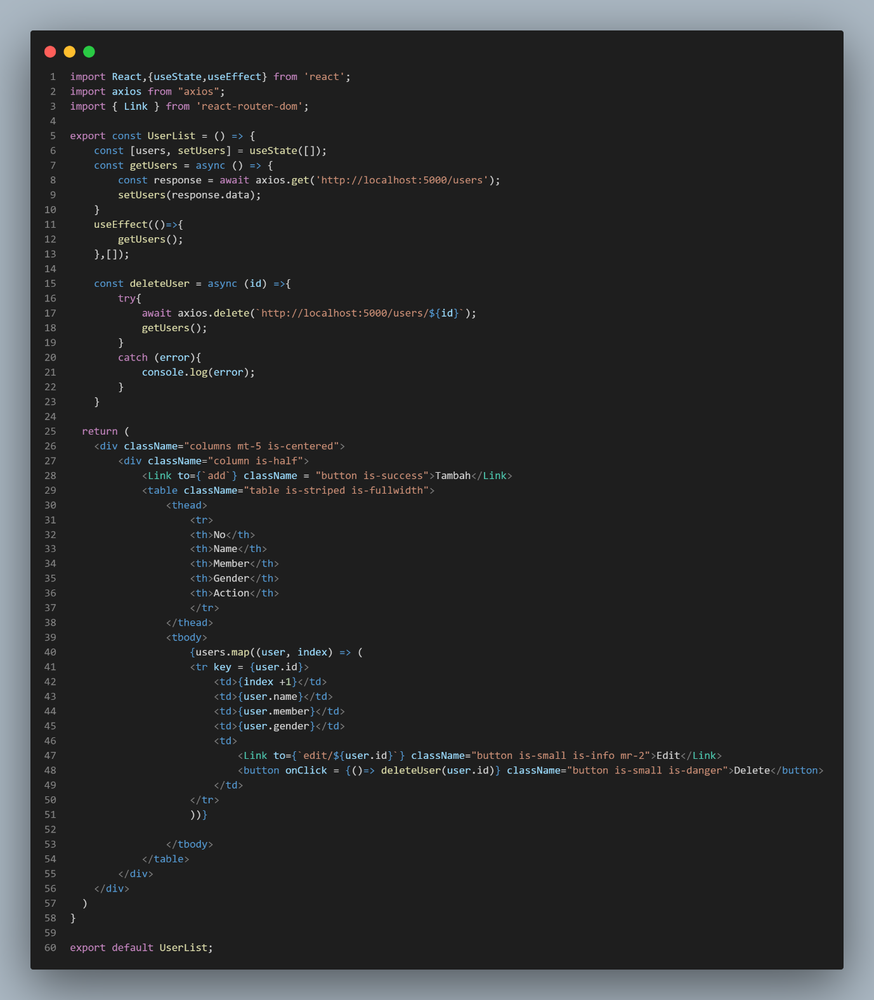 1 import React,{useState,useEffect} from 'react';
2 import axios from "axios";
3 import { Link } from 'react-router-dom';
4
5 export const UserList = () => {
6     const [users, setUsers] = useState([]);
7     const getUsers = async () => {
8         const response = await axios.get('http://localhost:5000/users');
9         setUsers(response.data);
10     }
11     useEffect(()=>{
12         getUsers();
13     },[]);
14
15     const deleteUser = async (id) =>{
16         try{
17             await axios.delete(`http://localhost:5000/users/${id}`);
18             getUsers();
19         }
20         catch (error){
21             console.log(error);
22         }
23     }
24
25   return (
26     <div className="columns mt-5 is-centered">
27         <div className="column is-half">
28             <Link to={`add`} className = "button is-success">Tambah</Link>
29             <table className="table is-striped is-fullwidth">
30                 <thead>
31                     <tr>
32                     <th>No</th>
33                     <th>Name</th>
34                     <th>Member</th>
35                     <th>Gender</th>
36                     <th>Action</th>
37                     </tr>
38                 </thead>
39                 <tbody>
40                     {users.map((user, index) => (
41                     <tr key = {user.id}>
42                         <td>{index +1}</td>
43                         <td>{user.name}</td>
44                         <td>{user.member}</td>
45                         <td>{user.gender}</td>
46                         <td>
47                             <Link to={`edit/${user.id}`} className="button is-small is-info mr-2">Edit</Link>
48                             <button onClick = {()=> deleteUser(user.id)} className="button is-small is-danger">Delete</button>
49                         </td>
50                     </tr>
51                     ))}
52
53                 </tbody>
54             </table>
55         </div>
56     </div>
57   )
58 }
59
60 export default UserList;